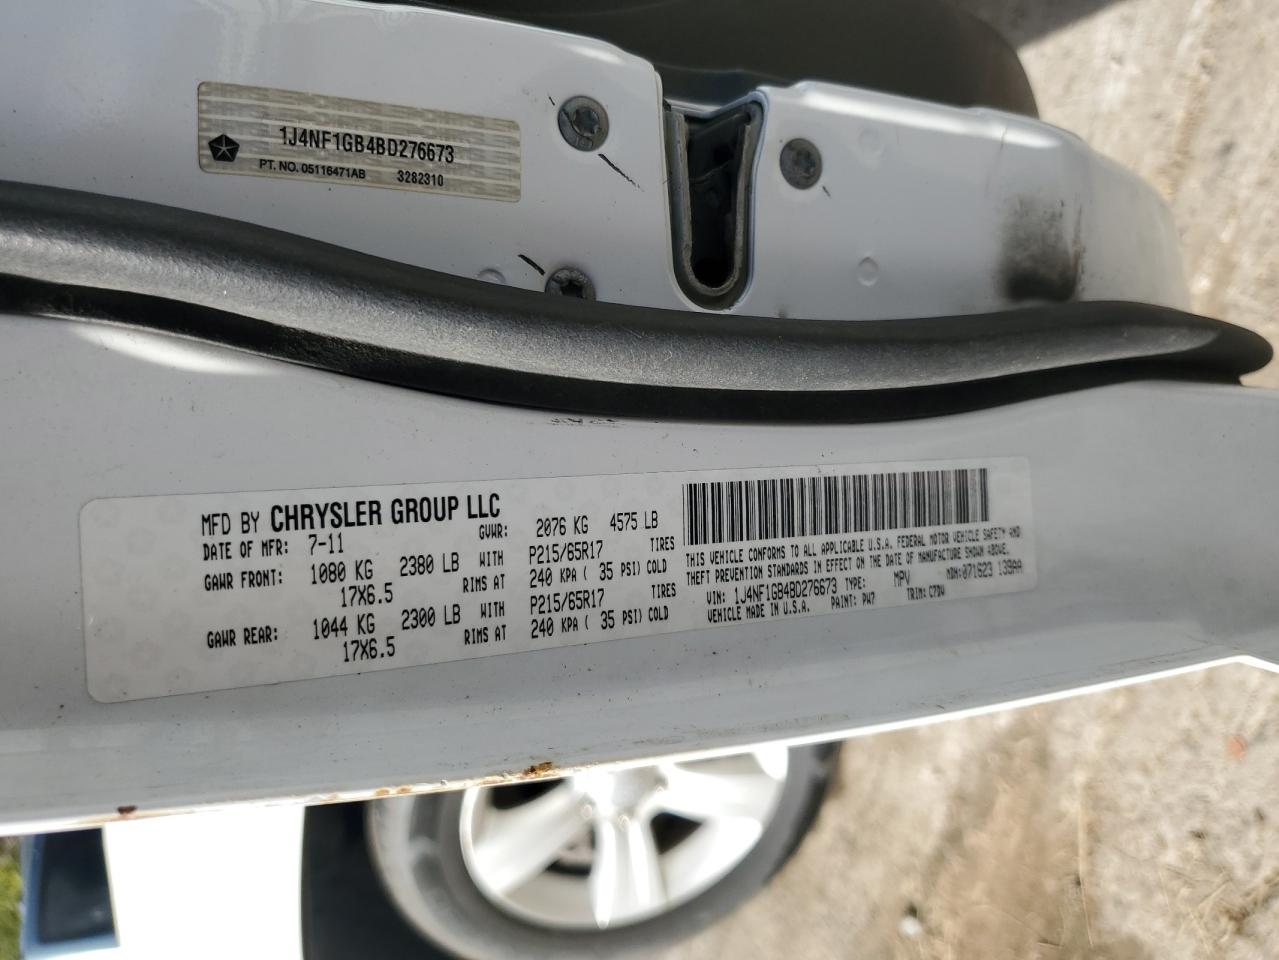 1J4NF1GB4BD276673
PT. NO. 05116471AB 3282310
MFD BY CHRYSLER GROUP LLC
DATE OF MFR: 7-11 GVWR: 2076 KG 4575 LB
GAWR FRONT: 1080 KG 2380 LB WITH P215/65R17 TIRES
17X6.5 RIMS AT 240 KPA ( 35 PSI) COLD
GAWR REAR: 1044 KG 2300 LB WITH P215/65R17 TIRES
17X6.5 RIMS AT 240 KPA ( 35 PSI) COLD
THIS VEHICLE CONFORMS TO ALL APPLICABLE U.S.A. FEDERAL MOTOR VEHICLE SAFETY AND
THEFT PREVENTION STANDARDS IN EFFECT ON THE DATE OF MANUFACTURE SHOWN ABOVE.
VIN: 1J4NF1GB4BD276673 TYPE: MPV MDH: 071623 139AA
VEHICLE MADE IN U.S.A. PAINT: PW7 TRIM: C7DV